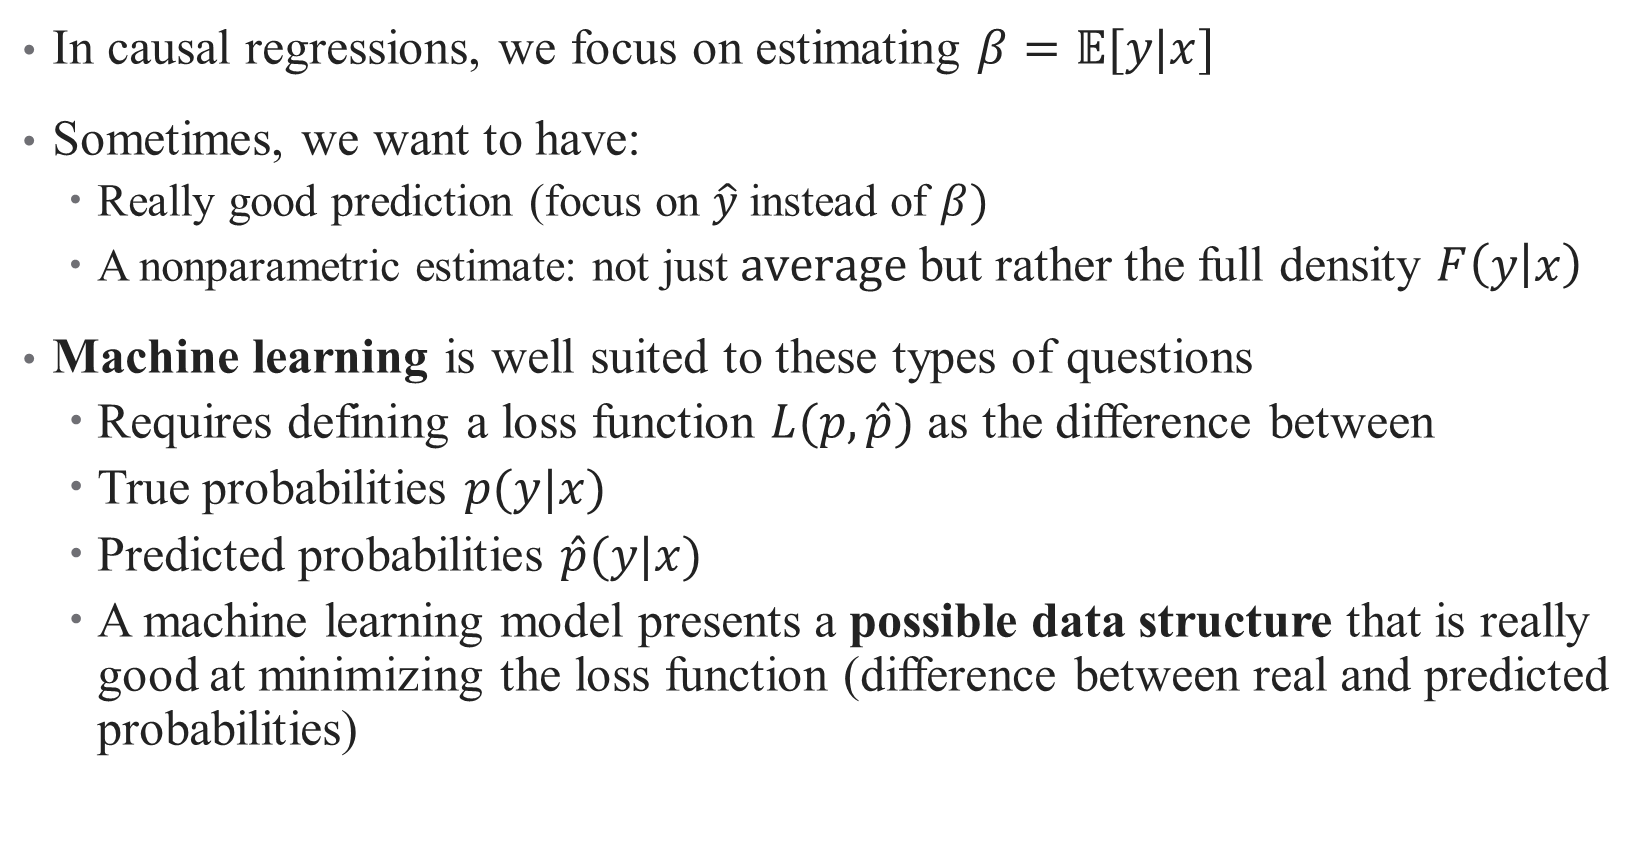 • In causal regressions, we focus on estimating β = 𝔼[y|x]
• Sometimes, we want to have:
• Really good prediction (focus on ŷ instead of β)
• A nonparametric estimate: not just average but rather the full density F(y|x)
• Machine learning is well suited to these types of questions
• Requires defining a loss function L(p, p̂) as the difference between
• True probabilities p(y|x)
• Predicted probabilities p̂(y|x)
• A machine learning model presents a possible data structure that is really
good at minimizing the loss function (difference between real and predicted
probabilities)